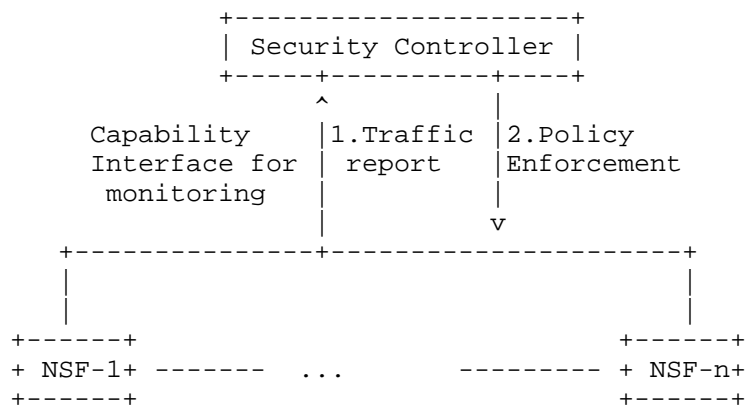 Security Controller
Capability 1.Traffic 2.Policy
Interface for report Enforcement
monitoring
NSF-1 ... NSF-n